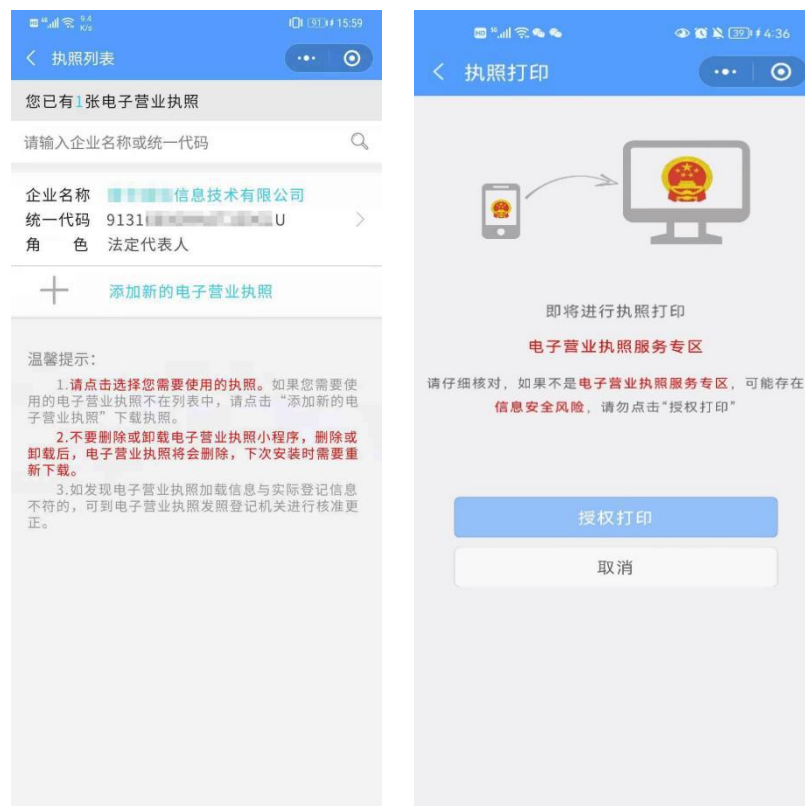 HD 46 9.4 K/s 91 15:59
执照列表
您已有1张电子营业执照
请输入企业名称或统一代码
企业名称 信息技术有限公司
统一代码 9131 U
角 色 法定代表人
添加新的电子营业执照
温馨提示：
1.请点击选择您需要使用的执照。如果您需要使
用的电子营业执照不在列表中，请点击“添加新的电
子营业执照”下载执照。
2.不要删除或卸载电子营业执照小程序，删除或
卸载后，电子营业执照将会删除，下次安装时需要重
新下载。
3.如发现电子营业执照加载信息与实际登记信息
不符的，可到电子营业执照发照登记机关进行核准更
正。
HD 39 4:36
执照打印
即将进行执照打印
电子营业执照服务专区
请仔细核对，如果不是电子营业执照服务专区，可能存在
信息安全风险，请勿点击“授权打印”
授权打印
取消